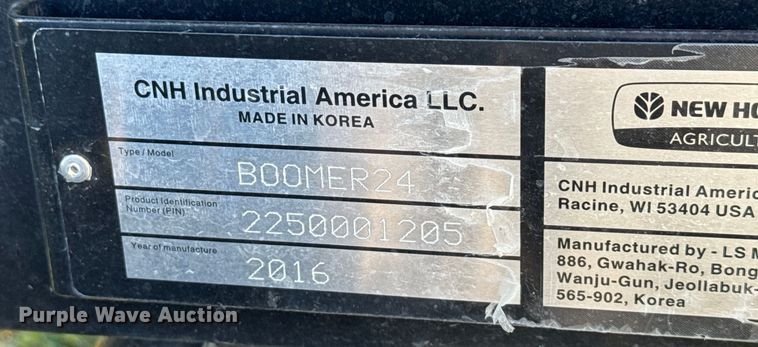 CNH Industrial America LLC.
MADE IN KOREA
Type / Model
BOOMER24
Product Identification
Number (PIN)
2250001205
Year of manufacture
2016
NEW HO
AGRICULT
CNH Industrial Americ
Racine, WI 53404 USA
Manufactured by - LS M
886, Gwahak-Ro, Bong
Wanju-Gun, Jeollabuk-
565-902, Korea
Purple Wave Auction